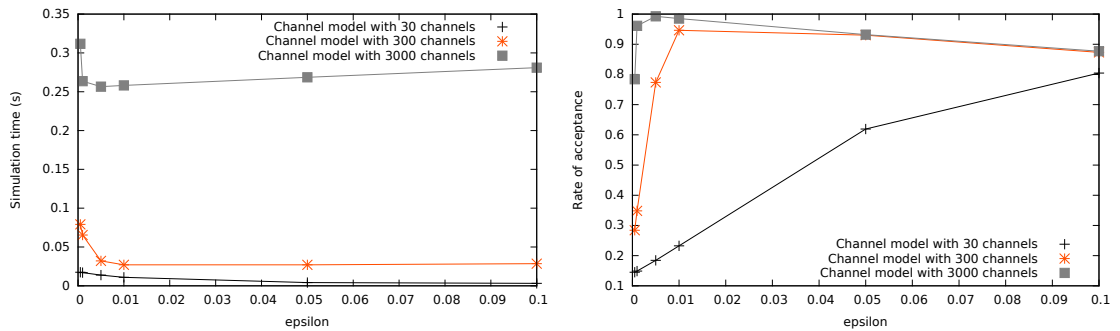 0.35
0.3
0.25
0.2
0.15
0.1
0.05
0
Simulation time (s)
Channel model with 30 channels
Channel model with 300 channels
Channel model with 3000 channels
0 0.01 0.02 0.03 0.04 0.05 0.06 0.07 0.08 0.09 0.1
epsilon
1
0.9
0.8
0.7
0.6
0.5
0.4
0.3
0.2
0.1
Rate of acceptance
Channel model with 30 channels
Channel model with 300 channels
Channel model with 3000 channels
0 0.01 0.02 0.03 0.04 0.05 0.06 0.07 0.08 0.09 0.1
epsilon